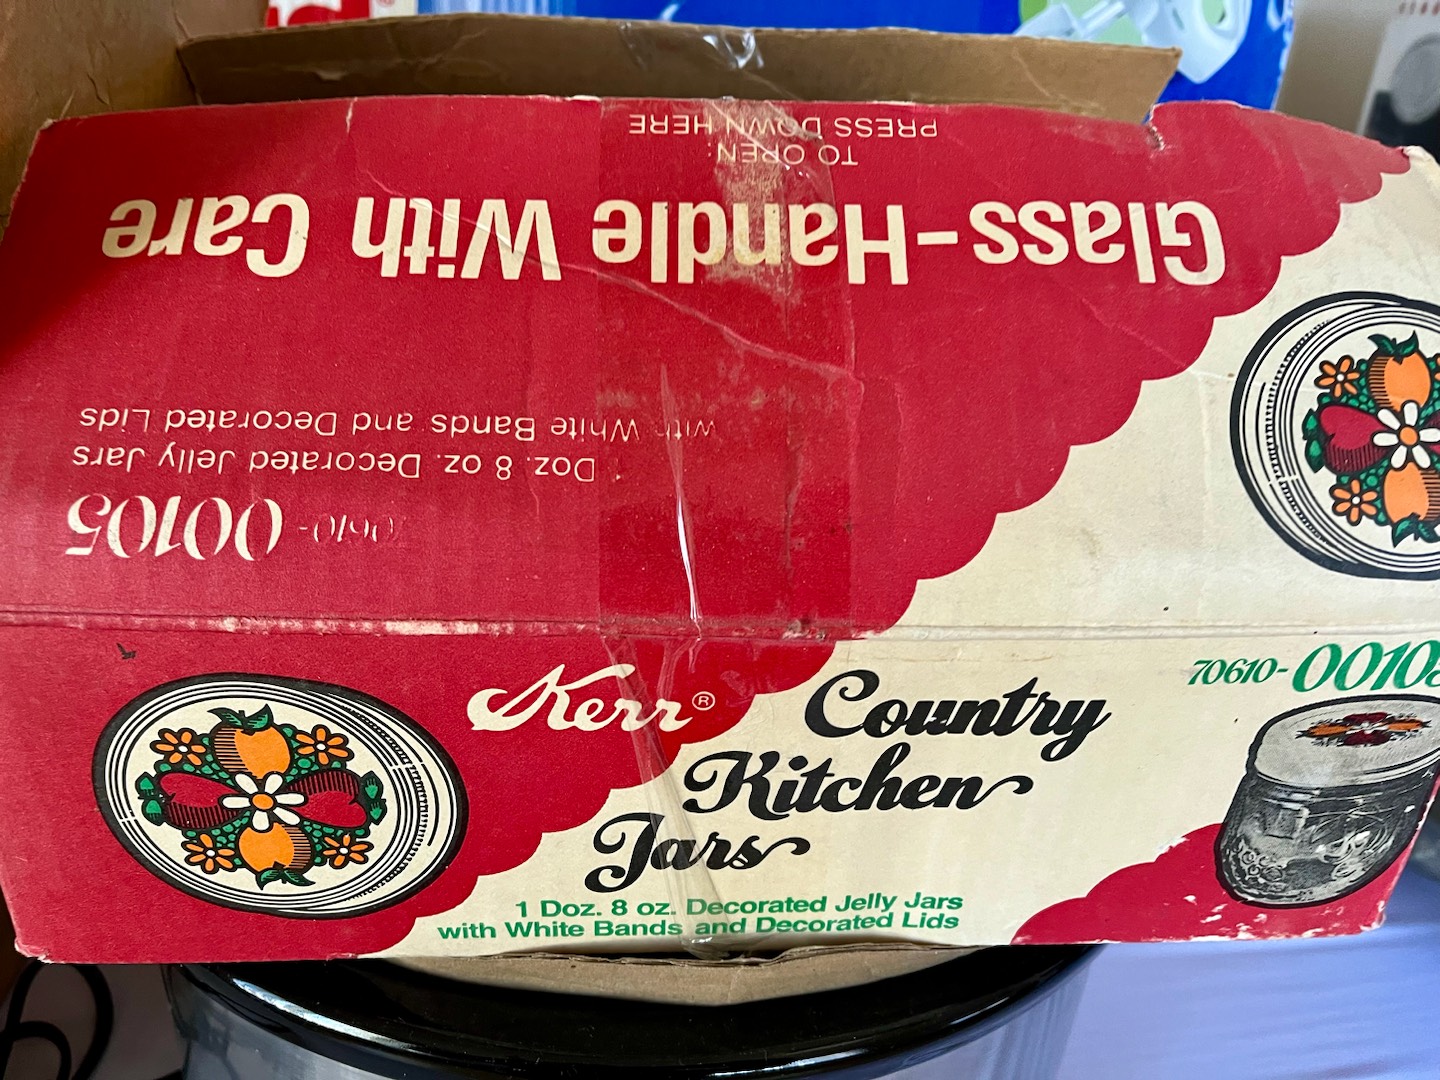 TO OPEN:
PRESS DOWN HERE
Glass-Handle With Care
00105
Doz. 8 oz. Decorated Jelly Jars
with White Bands and Decorated Lids
Kerr®
Country
Kitchen
Jars
1 Doz. 8 oz. Decorated Jelly Jars
with White Bands and Decorated Lids
70610-0010